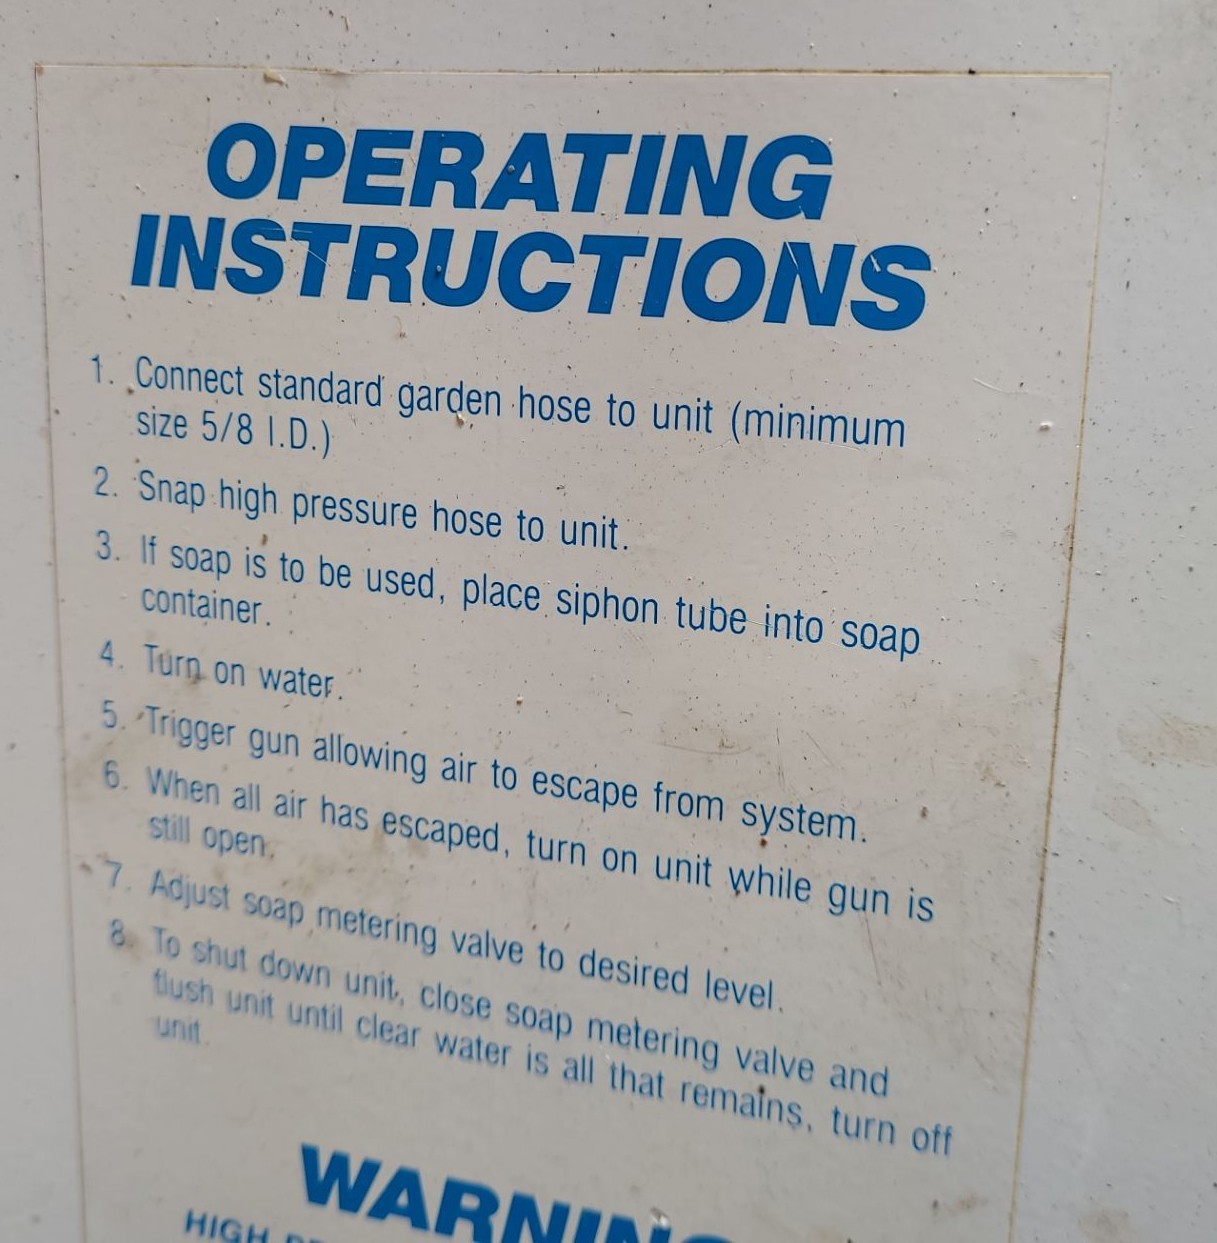 OPERATING
INSTRUCTIONS
1. Connect standard garden hose to unit (minimum
size 5/8 I.D.)
2. Snap high pressure hose to unit.
3. If soap is to be used, place siphon tube into soap
container.
4. Turn on water.
5. Trigger gun allowing air to escape from system.
6. When all air has escaped, turn on unit while gun is
still open.
7. Adjust soap metering valve to desired level.
8. To shut down unit, close soap metering valve and
flush unit until clear water is all that remains, turn off
unit.
WARNING
HIGH